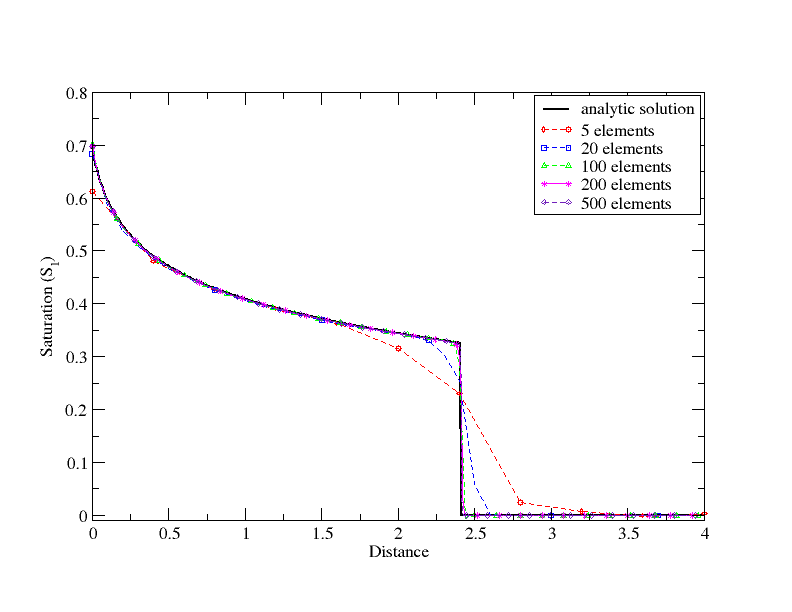 0.8
0.7
0.6
0.5
0.4
0.3
0.2
0.1
0
Saturation (S1)
analytic solution
5 elements
20 elements
100 elements
200 elements
500 elements
0 0.5 1 1.5 2 2.5 3 3.5 4
Distance